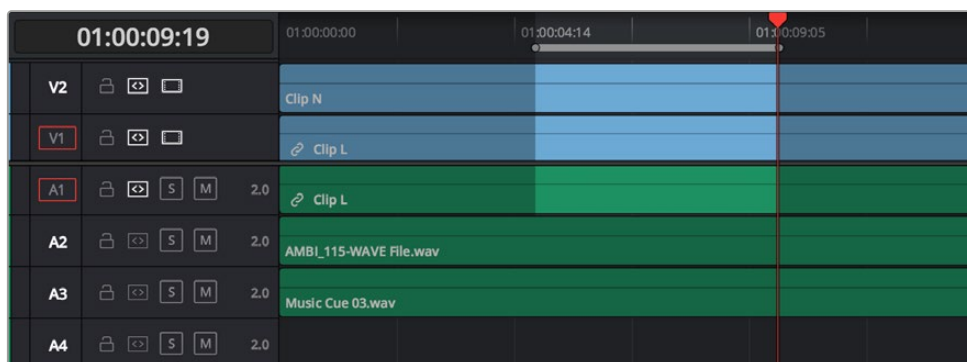 01:00:09:19
01:00:00:00 01:00:04:14 01:00:09:05
V2 Clip N
V1 Clip L
A1 S M 2.0 Clip L
A2 S M 2.0 AMBI_115-WAVE File.wav
A3 S M 2.0 Music Cue 03.wav
A4 S M 2.0